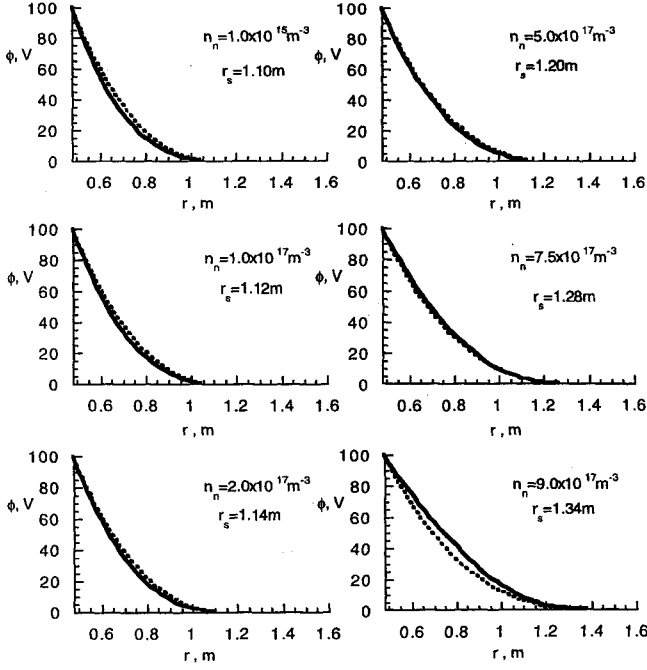 100
80
ϕ, V
60
40
20
0
0.6 0.8 1 1.2 1.4 1.6
r , m
n_n=1.0x10^15 m^-3
r_s=1.10m
100
80
ϕ, V
60
40
20
0
0.6 0.8 1 1.2 1.4 1.6
r , m
n_n=5.0x10^17 m^-3
r_s=1.20m
100
80
ϕ, V
60
40
20
0
0.6 0.8 1 1.2 1.4 1.6
r , m
n_n=1.0x10^17 m^-3
r_s=1.12m
100
80
ϕ, V
60
40
20
0
0.6 0.8 1 1.2 1.4 1.6
r , m
n_n=7.5x10^17 m^-3
r_s=1.28m
100
80
ϕ, V
60
40
20
0
0.6 0.8 1 1.2 1.4 1.6
r , m
n_n=2.0x10^17 m^-3
r_s=1.14m
100
80
ϕ, V
60
40
20
0
0.6 0.8 1 1.2 1.4 1.6
r , m
n_n=9.0x10^17 m^-3
r_s=1.34m